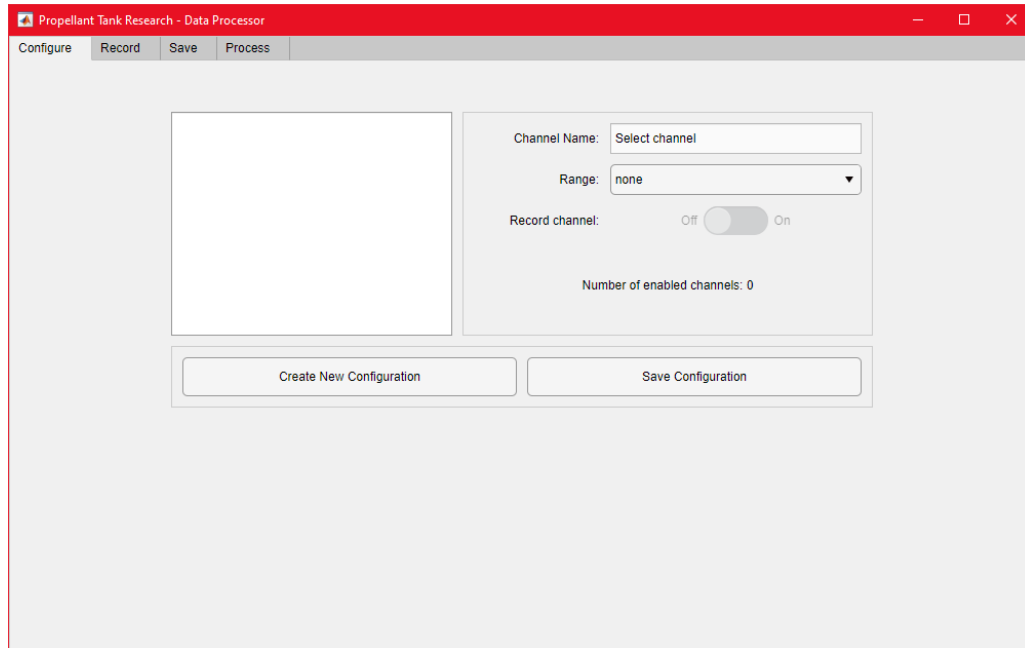 Propellant Tank Research - Data Processor
Configure Record Save Process
Channel Name: Select channel
Range: none
Record channel: Off On
Number of enabled channels: 0
Create New Configuration Save Configuration